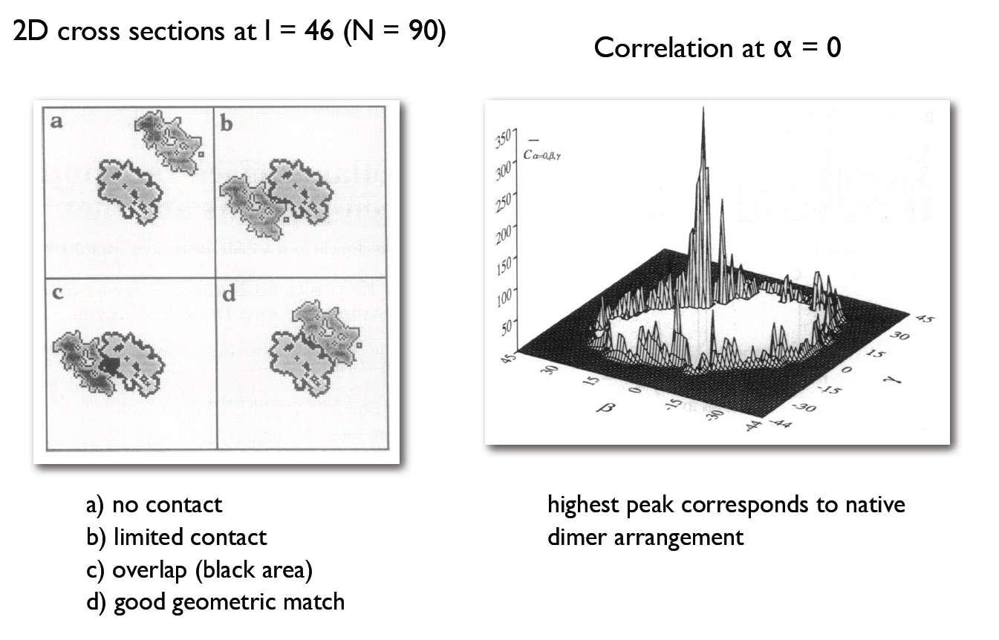 2D cross sections at l = 46 (N = 90)
Correlation at α = 0
a
b
c
d
350
300
250
200
150
100
50
C α=0,β,γ
45
30
15
0
-15
-30
-44
β
45
30
15
0
-15
-30
-44
γ
a) no contact
b) limited contact
c) overlap (black area)
d) good geometric match
highest peak corresponds to native
dimer arrangement